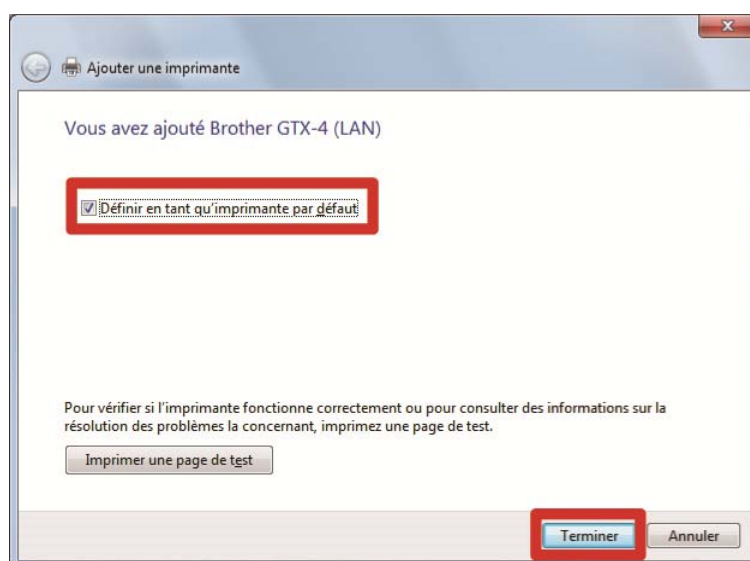 Ajouter une imprimante
Vous avez ajouté Brother GTX-4 (LAN)
Définir en tant qu'imprimante par défaut
Pour vérifier si l'imprimante fonctionne correctement ou pour consulter des informations sur la
résolution des problèmes la concernant, imprimez une page de test.
Imprimer une page de test
Terminer
Annuler